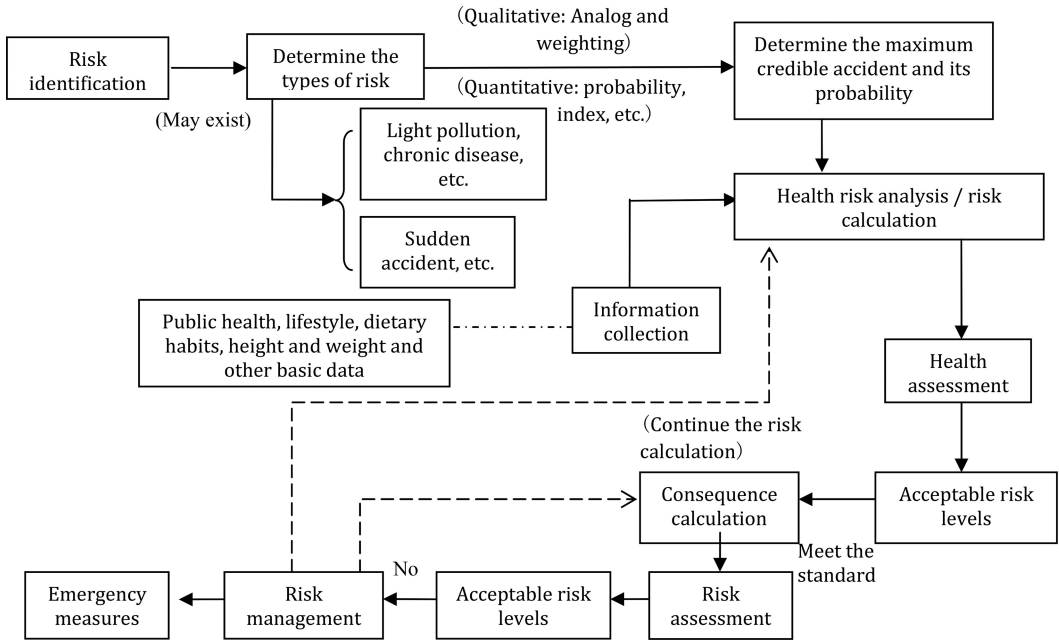 Risk
identification
(May exist)
Determine the
types of risk
（Qualitative: Analog and
weighting）
（Quantitative: probability,
index, etc.）
Determine the maximum
credible accident and its
probability
Light pollution,
chronic disease,
etc.
Sudden
accident, etc.
Health risk analysis / risk
calculation
Public health, lifestyle, dietary
habits, height and weight and
other basic data
Information
collection
Health
assessment
（Continue the risk
calculation）
Consequence
calculation
Acceptable risk
levels
Meet the
standard
Emergency
measures
Risk
management
No
Acceptable risk
levels
Risk
assessment